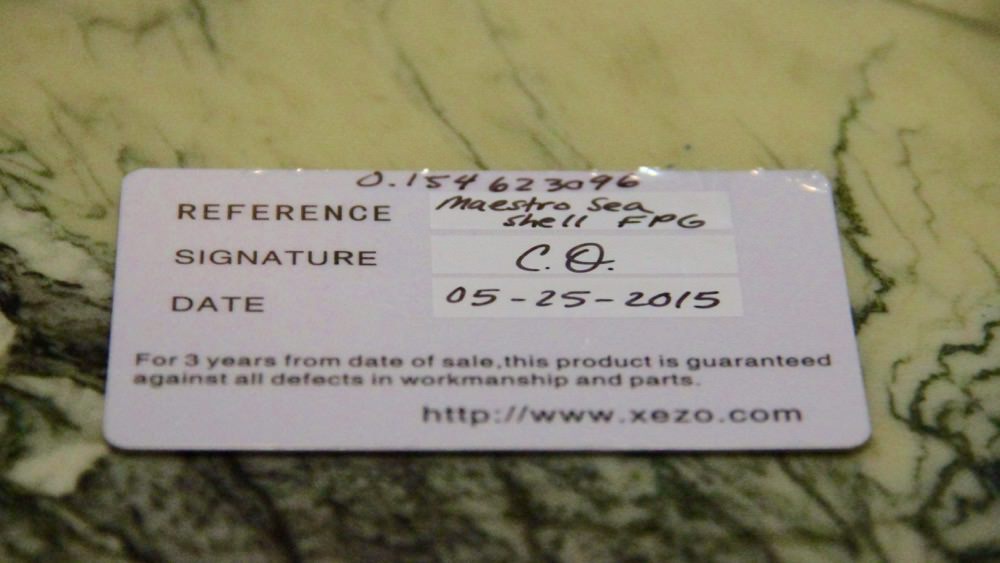 0.154623096
REFERENCE Maestro Sea
shell FPG
SIGNATURE C.O.
DATE 05-25-2015
For 3 years from date of sale,this product is guaranteed
against all defects in workmanship and parts.
http://www.xezo.com